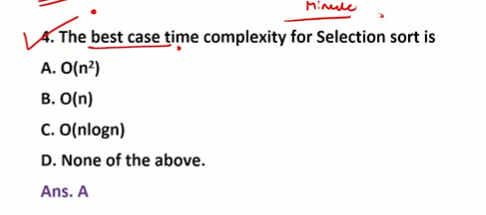 Minute
4. The best case time complexity for Selection sort is
A. O(n²)
B. O(n)
C. O(nlogn)
D. None of the above.
Ans. A